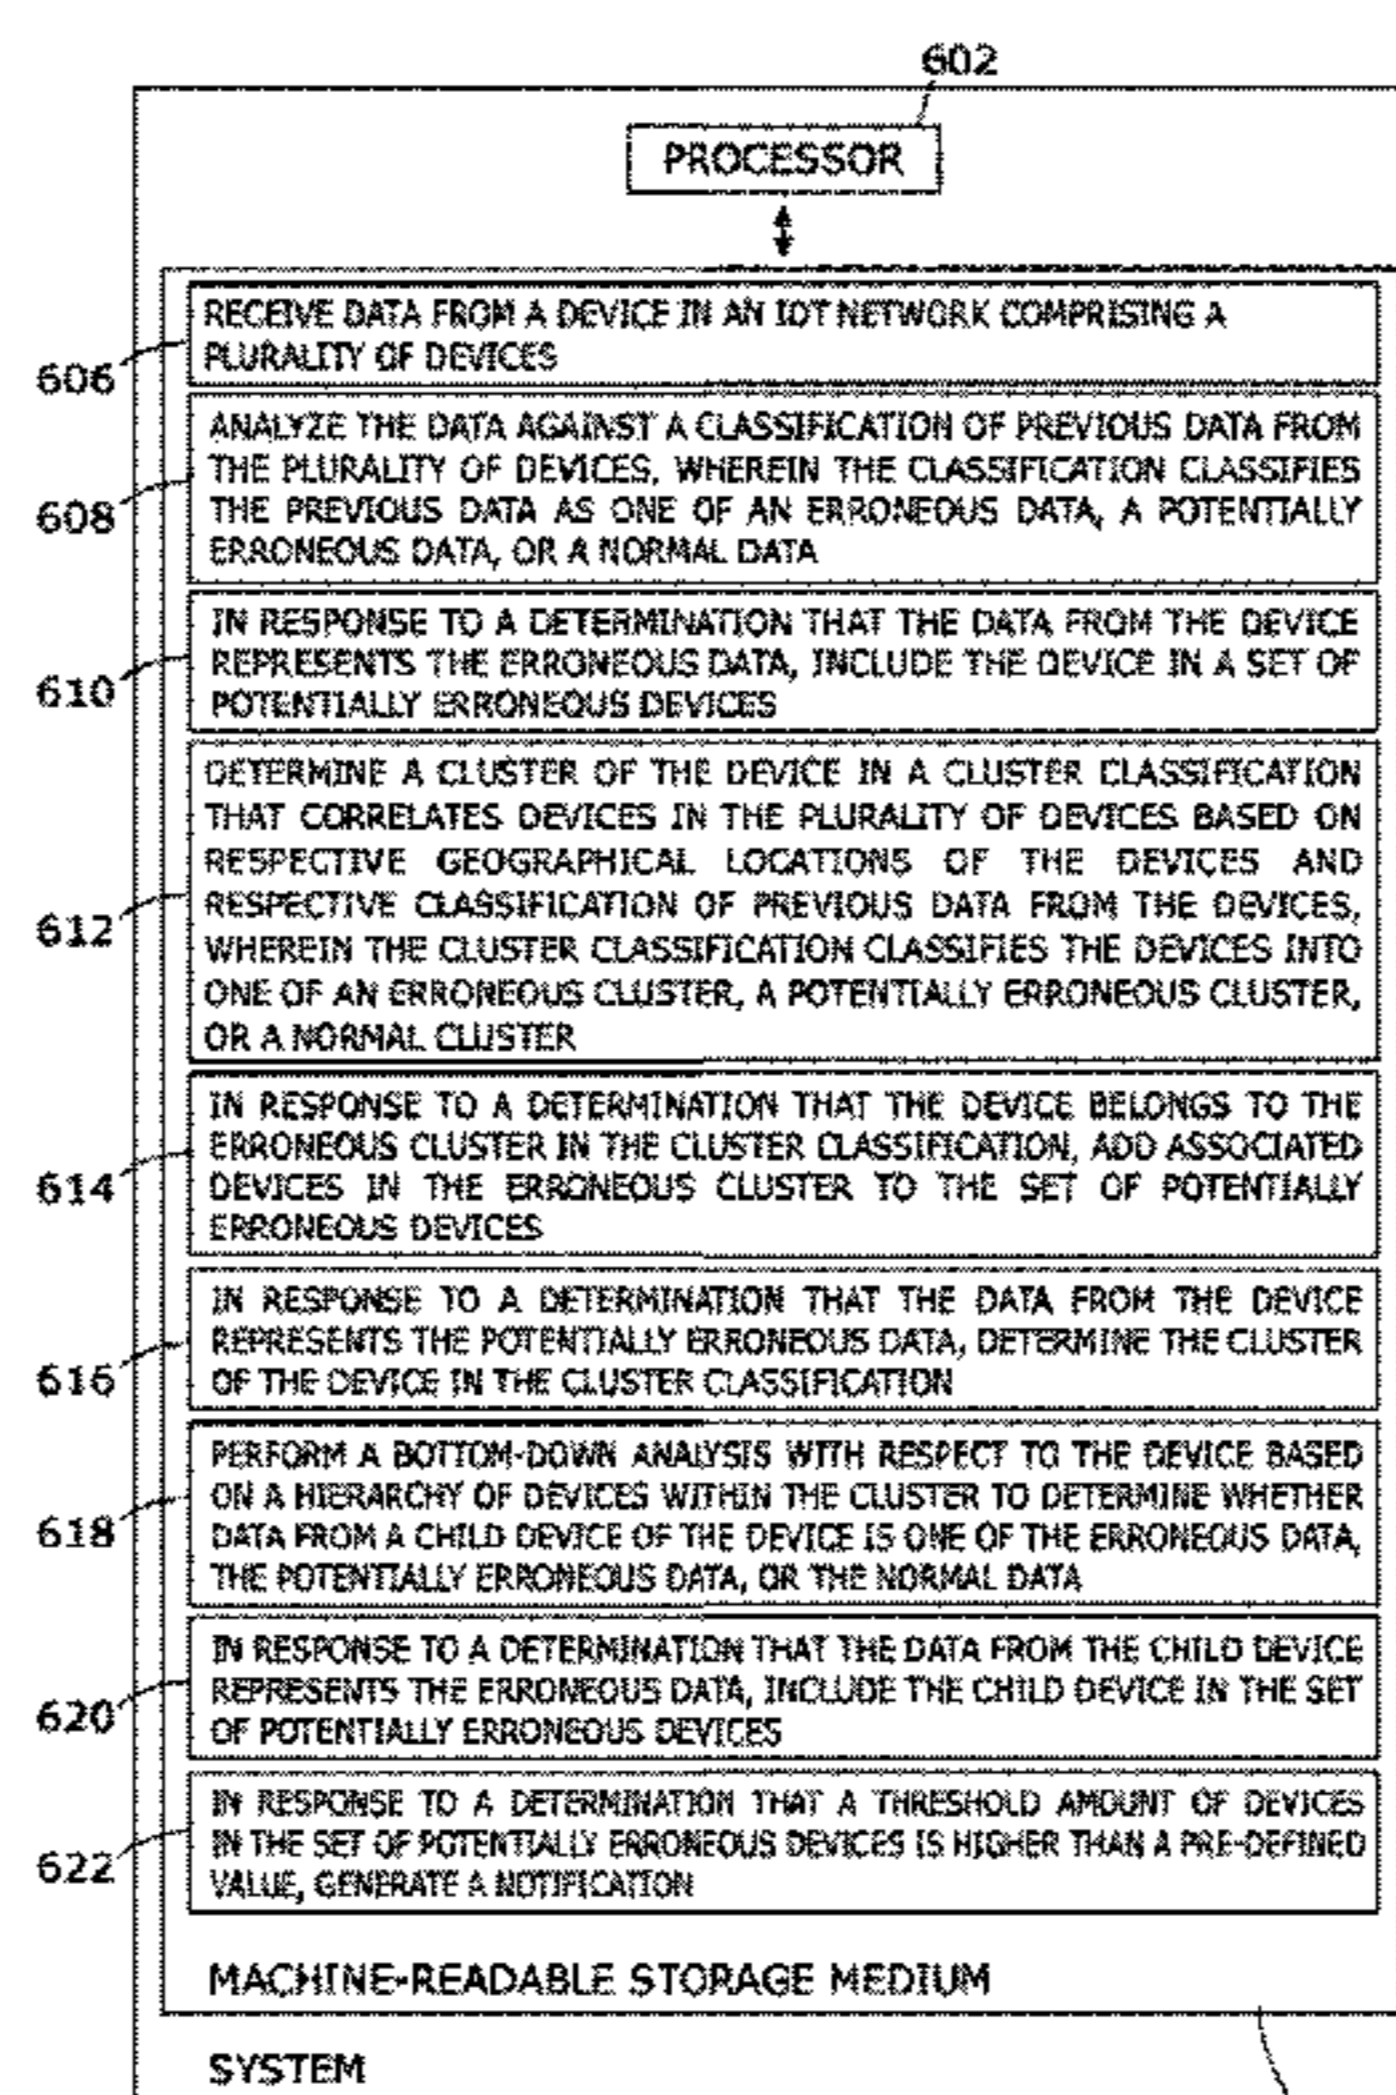 602
PROCESSOR
RECEIVE DATA FROM A DEVICE IN AN IOT NETWORK COMPRISING A
PLURALITY OF DEVICES
606
ANALYZE THE DATA AGAINST A CLASSIFICATION OF PREVIOUS DATA FROM
THE PLURALITY OF DEVICES, WHEREIN THE CLASSIFICATION CLASSIFIES
THE PREVIOUS DATA AS ONE OF AN ERRONEOUS DATA, A POTENTIALLY
ERRONEOUS DATA, OR A NORMAL DATA
608
IN RESPONSE TO A DETERMINATION THAT THE DATA FROM THE DEVICE
REPRESENTS THE ERRONEOUS DATA, INCLUDE THE DEVICE IN A SET OF
POTENTIALLY ERRONEOUS DEVICES
610
DETERMINE A CLUSTER OF THE DEVICE IN A CLUSTER CLASSIFICATION
THAT CORRELATES DEVICES IN THE PLURALITY OF DEVICES BASED ON
RESPECTIVE GEOGRAPHICAL LOCATIONS OF THE DEVICES AND
RESPECTIVE CLASSIFICATION OF PREVIOUS DATA FROM THE DEVICES,
WHEREIN THE CLUSTER CLASSIFICATION CLASSIFIES THE DEVICES INTO
ONE OF AN ERRONEOUS CLUSTER, A POTENTIALLY ERRONEOUS CLUSTER,
OR A NORMAL CLUSTER
612
IN RESPONSE TO A DETERMINATION THAT THE DEVICE BELONGS TO THE
ERRONEOUS CLUSTER IN THE CLUSTER CLASSIFICATION, ADD ASSOCIATED
DEVICES IN THE ERRONEOUS CLUSTER TO THE SET OF POTENTIALLY
ERRONEOUS DEVICES
614
IN RESPONSE TO A DETERMINATION THAT THE DATA FROM THE DEVICE
REPRESENTS THE POTENTIALLY ERRONEOUS DATA, DETERMINE THE CLUSTER
OF THE DEVICE IN THE CLUSTER CLASSIFICATION
616
PERFORM A BOTTOM-DOWN ANALYSIS WITH RESPECT TO THE DEVICE BASED
ON A HIERARCHY OF DEVICES WITHIN THE CLUSTER TO DETERMINE WHETHER
DATA FROM A CHILD DEVICE OF THE DEVICE IS ONE OF THE ERRONEOUS DATA,
THE POTENTIALLY ERRONEOUS DATA, OR THE NORMAL DATA
618
IN RESPONSE TO A DETERMINATION THAT THE DATA FROM THE CHILD DEVICE
REPRESENTS THE ERRONEOUS DATA, INCLUDE THE CHILD DEVICE IN THE SET
OF POTENTIALLY ERRONEOUS DEVICES
620
IN RESPONSE TO A DETERMINATION THAT A THRESHOLD AMOUNT OF DEVICES
IN THE SET OF POTENTIALLY ERRONEOUS DEVICES IS HIGHER THAN A PRE-DEFINED
VALUE, GENERATE A NOTIFICATION
622
MACHINE-READABLE STORAGE MEDIUM
SYSTEM